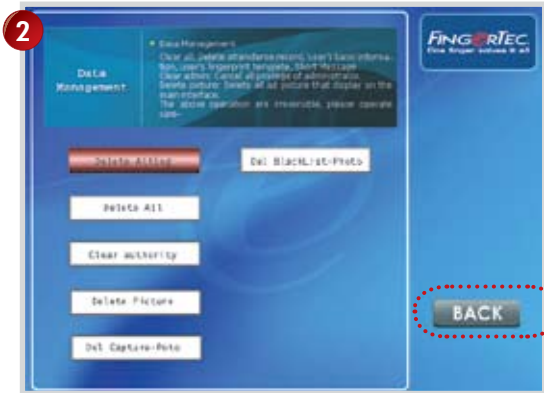 2
FINGERTEC
One finger solves it all
Data
Management
Data Management
Clear all, Delete attendance record, user's basic informa-
tion, user's fingerprint template, Short Message
Clear admin: Cancel all privilege of administrator.
Delete picture: Delete all ad picture that display on the
main interface.
The above operation are irreversible, please operate
Delete Attlog
Del BlackList-Photo
Delete All
Clear authority
Delete Picture
Del Capture-Poto
BACK